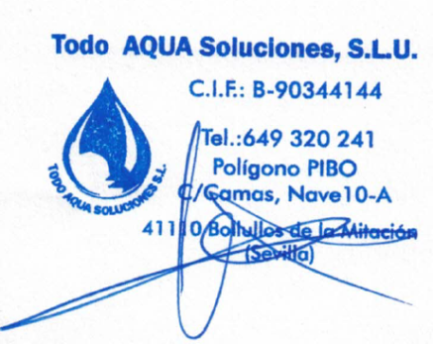 Todo AQUA Soluciones, S.L.U.
C.I.F.: B-90344144
Tel.:649 320 241
Polígono PIBO
C/Gamas, Nave10-A
41110 Bollullos de la Mitación
(Sevilla)
TODO AQUA SOLUCIONES S.L.